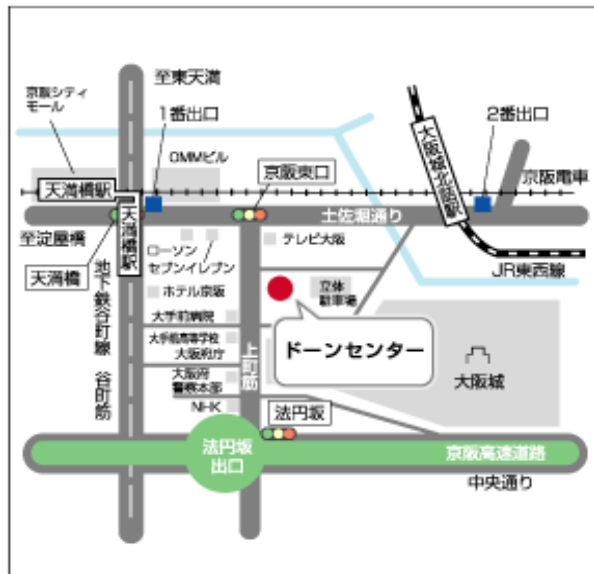 至東天満
京阪シティ
モール
1番出口
2番出口
OMMビル
京阪東口
大阪城北詰駅
天満橋駅
京阪電車
天満橋駅
土佐堀通り
至淀屋橋
テレビ大阪
ローソン
セブンイレブン
天満橋
JR東西線
ホテル京阪
立体
駐車場
地下鉄谷町線 谷町筋
大手前病院
ドーンセンター
大手前高等学校
大阪府庁
上町筋
大阪城
大阪府
警察本部
NHK
法円坂
法円坂
出口
京阪高速道路
中央通り